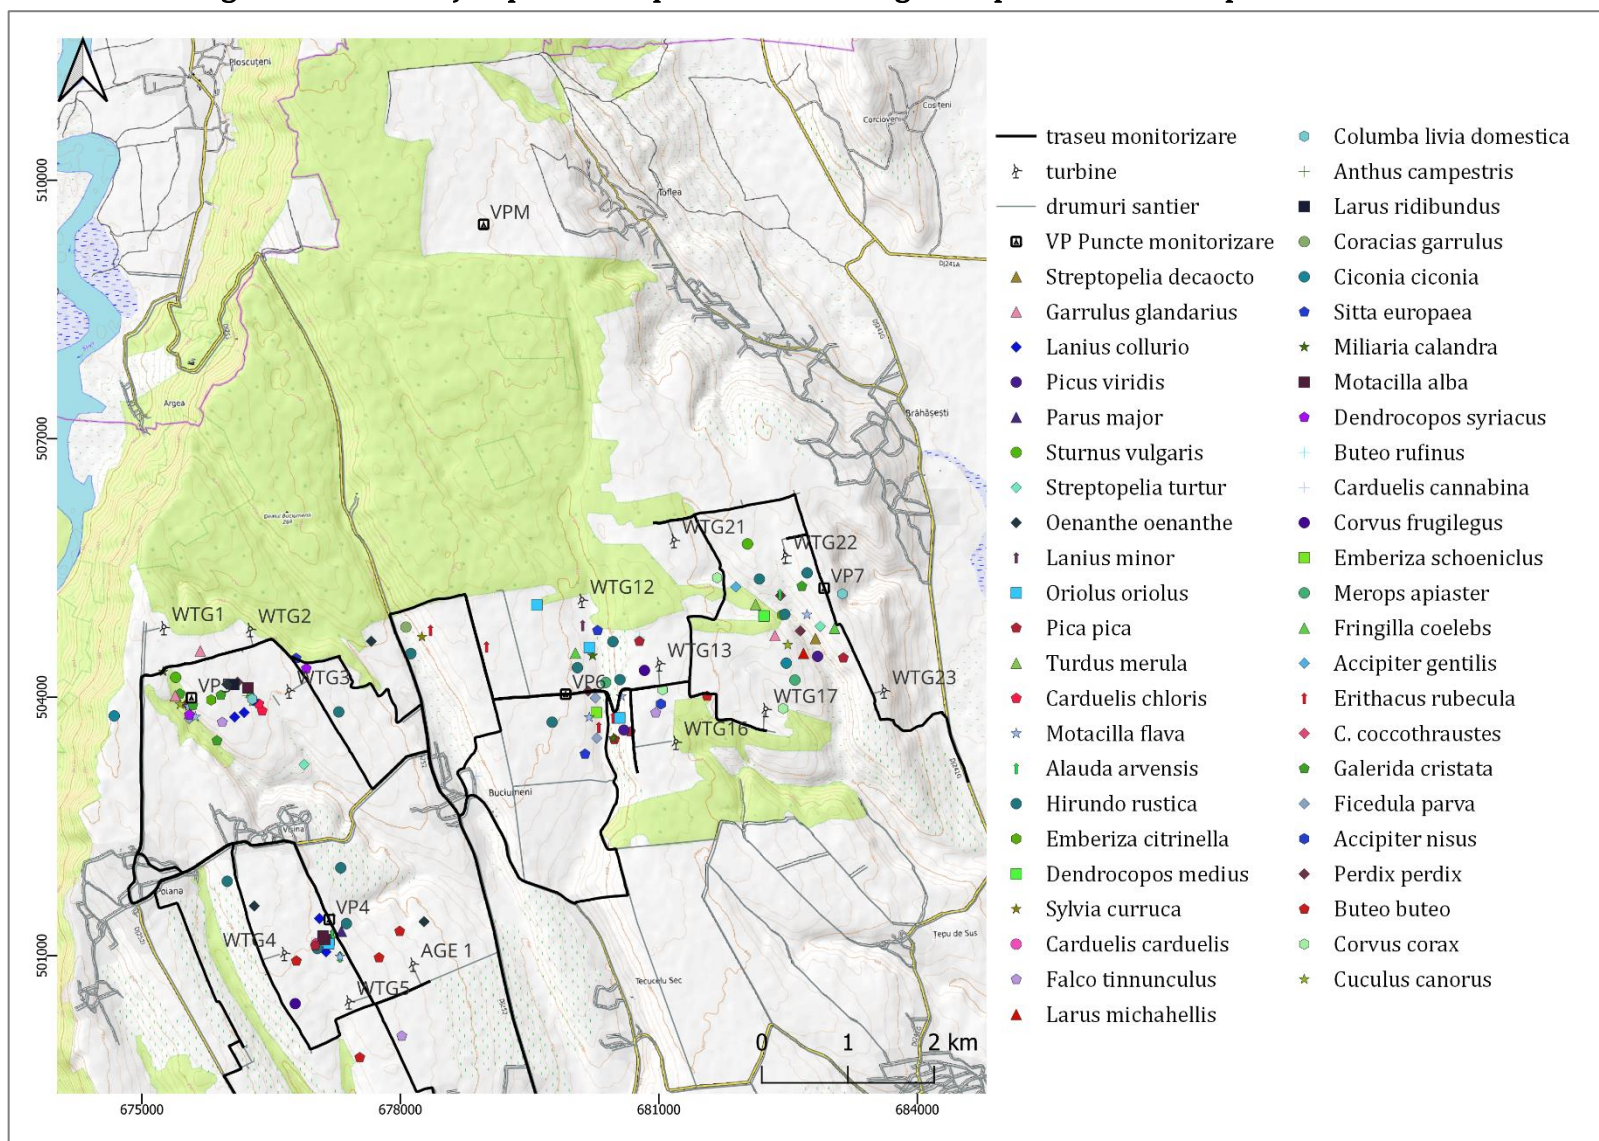 Ploscuțeni
Corcioveni
Coșițeni
510000
Toflea
VPM
DJ241A
Argea
Brăhășești
507000
Dealul Buciumeni
WTG21
WTG22
VP7
WTG12
WTG1
WTG2
WTG3
WTG13
WTG23
VP6
WTG17
WTG16
504000
Buciumeni
Visina
Poiana
VP4
WTG4
AGE 1
WTG5
Tepu de Sus
Tecucelu Sec
501000
0 1 2 km
675000 678000 681000 684000
traseu monitorizare
turbine
drumuri santier
VP Puncte monitorizare
Streptopelia decaocto
Garrulus glandarius
Lanius collurio
Picus viridis
Parus major
Sturnus vulgaris
Streptopelia turtur
Oenanthe oenanthe
Lanius minor
Oriolus oriolus
Pica pica
Turdus merula
Carduelis chloris
Motacilla flava
Alauda arvensis
Hirundo rustica
Emberiza citrinella
Dendrocopos medius
Sylvia curruca
Carduelis carduelis
Falco tinnunculus
Larus michahellis
Columba livia domestica
Anthus campestris
Larus ridibundus
Coracias garrulus
Ciconia ciconia
Sitta europaea
Miliaria calandra
Motacilla alba
Dendrocopos syriacus
Buteo rufinus
Carduelis cannabina
Corvus frugilegus
Emberiza schoeniclus
Merops apiaster
Fringilla coelebs
Accipiter gentilis
Erithacus rubecula
C. coccothraustes
Galerida cristata
Ficedula parva
Accipiter nisus
Perdix perdix
Buteo buteo
Corvus corax
Cuculus canorus